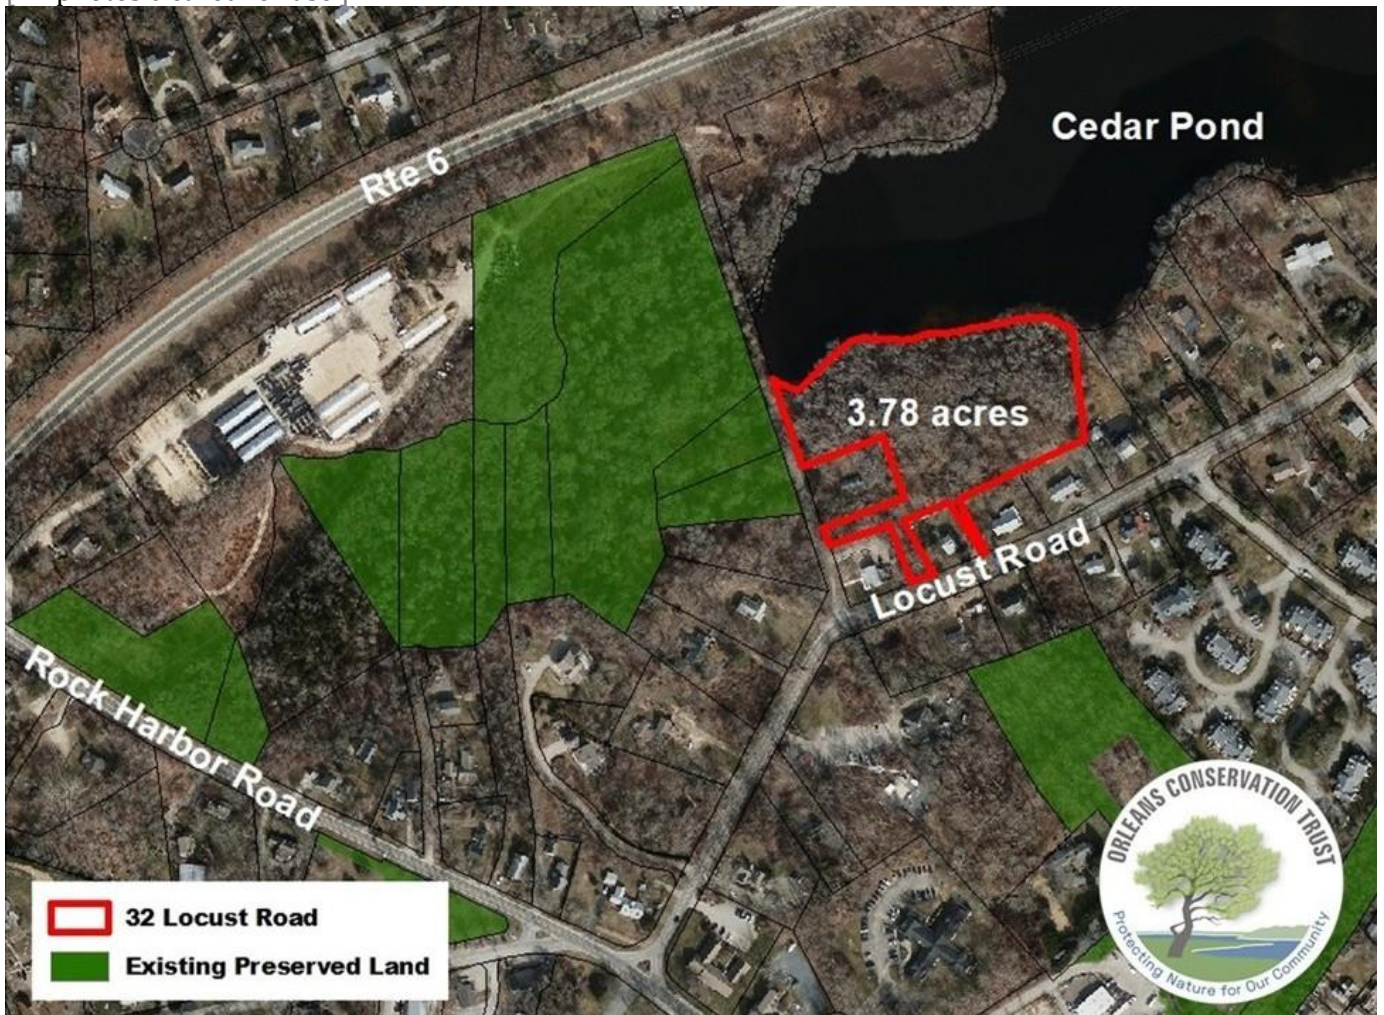 Cedar Pond
Rte 6
3.78 acres
Locust Road
Rock Harbor Road
32 Locust Road
Existing Preserved Land
ORLEANS CONSERVATION TRUST
Protecting Nature for Our Community